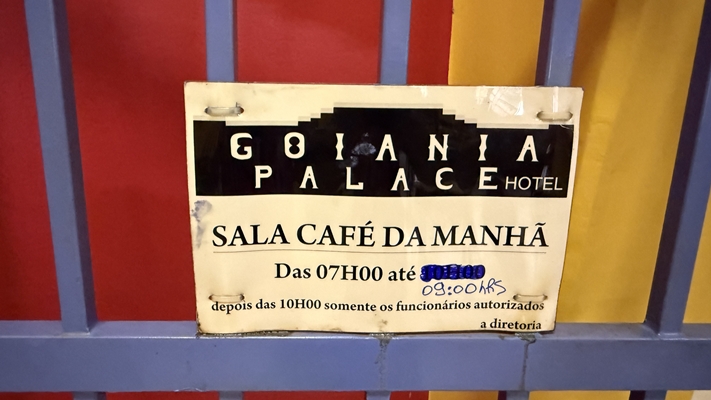 GOIANIA
PALACE HOTEL
SALA CAFÉ DA MANHÃ
Das 07H00 até 10H00
09:00 hrs
depois das 10H00 somente os funcionários autorizados
a diretoria